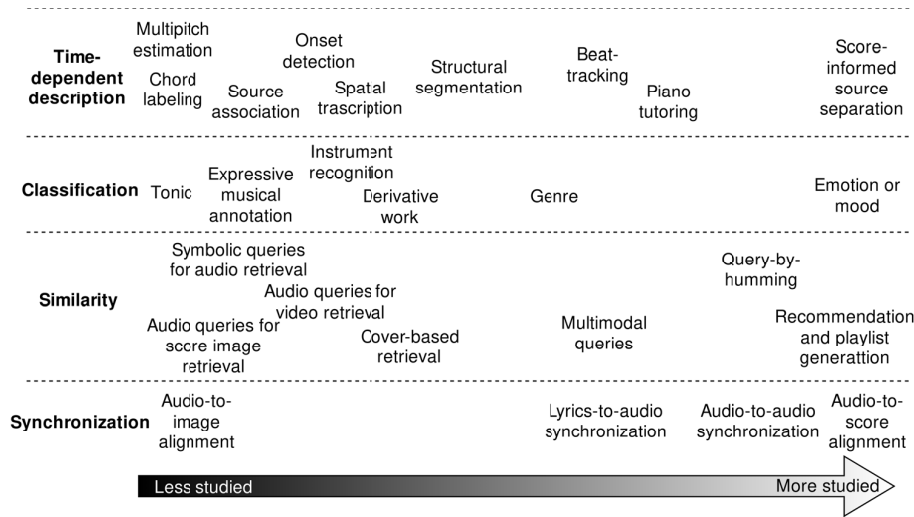 Time-
dependent
description
Multipitch
estimation
Chord
labeling
Source
association
Onset
detection
Spatal
trascription
Structural
segmentation
Beat-
tracking
Piano
tutoring
Score-
informed
source
separation
Classification
Tonic
Expressive
musical
annotation
Instrument
recognition
Derivative
work
Genre
Emotion or
mood
Similarity
Symbolic queries
for audio retrieval
Audio queries for
video retrieval
Audio queries for
score image
retrieval
Cover-based
retrieval
Multimodal
queries
Query-by-
humming
Recommendation
and playlist
generattion
Synchronization
Audio-to-
image
alignment
Lyrics-to-audio
synchronization
Audio-to-audio
synchronization
Audio-to-
score
alignment
Less studied
More studied